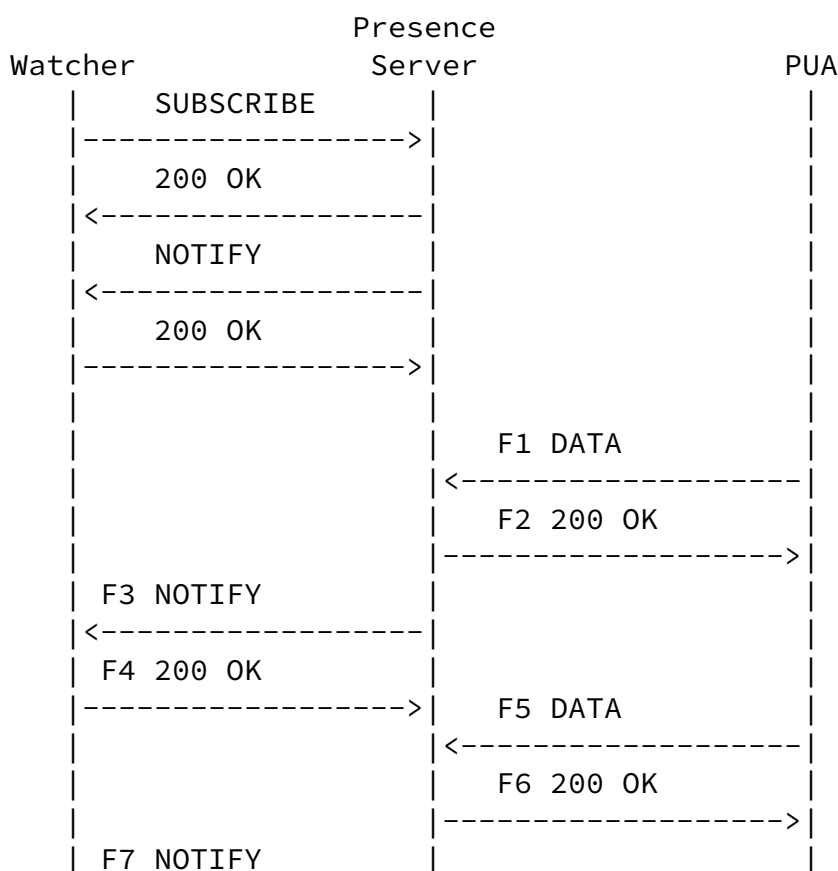 Presence
Watcher Server PUA
| SUBSCRIBE | |
|------------------>| |
| 200 OK | |
|<------------------| |
| NOTIFY | |
|<------------------| |
| 200 OK | |
|------------------>| |
| | |
| | F1 DATA |
| |<-------------------|
| | F2 200 OK |
| |------------------->|
| F3 NOTIFY | |
|<------------------| |
| F4 200 OK | |
|------------------>| F5 DATA |
| |<-------------------|
| | F6 200 OK |
| |------------------->|
| F7 NOTIFY | |